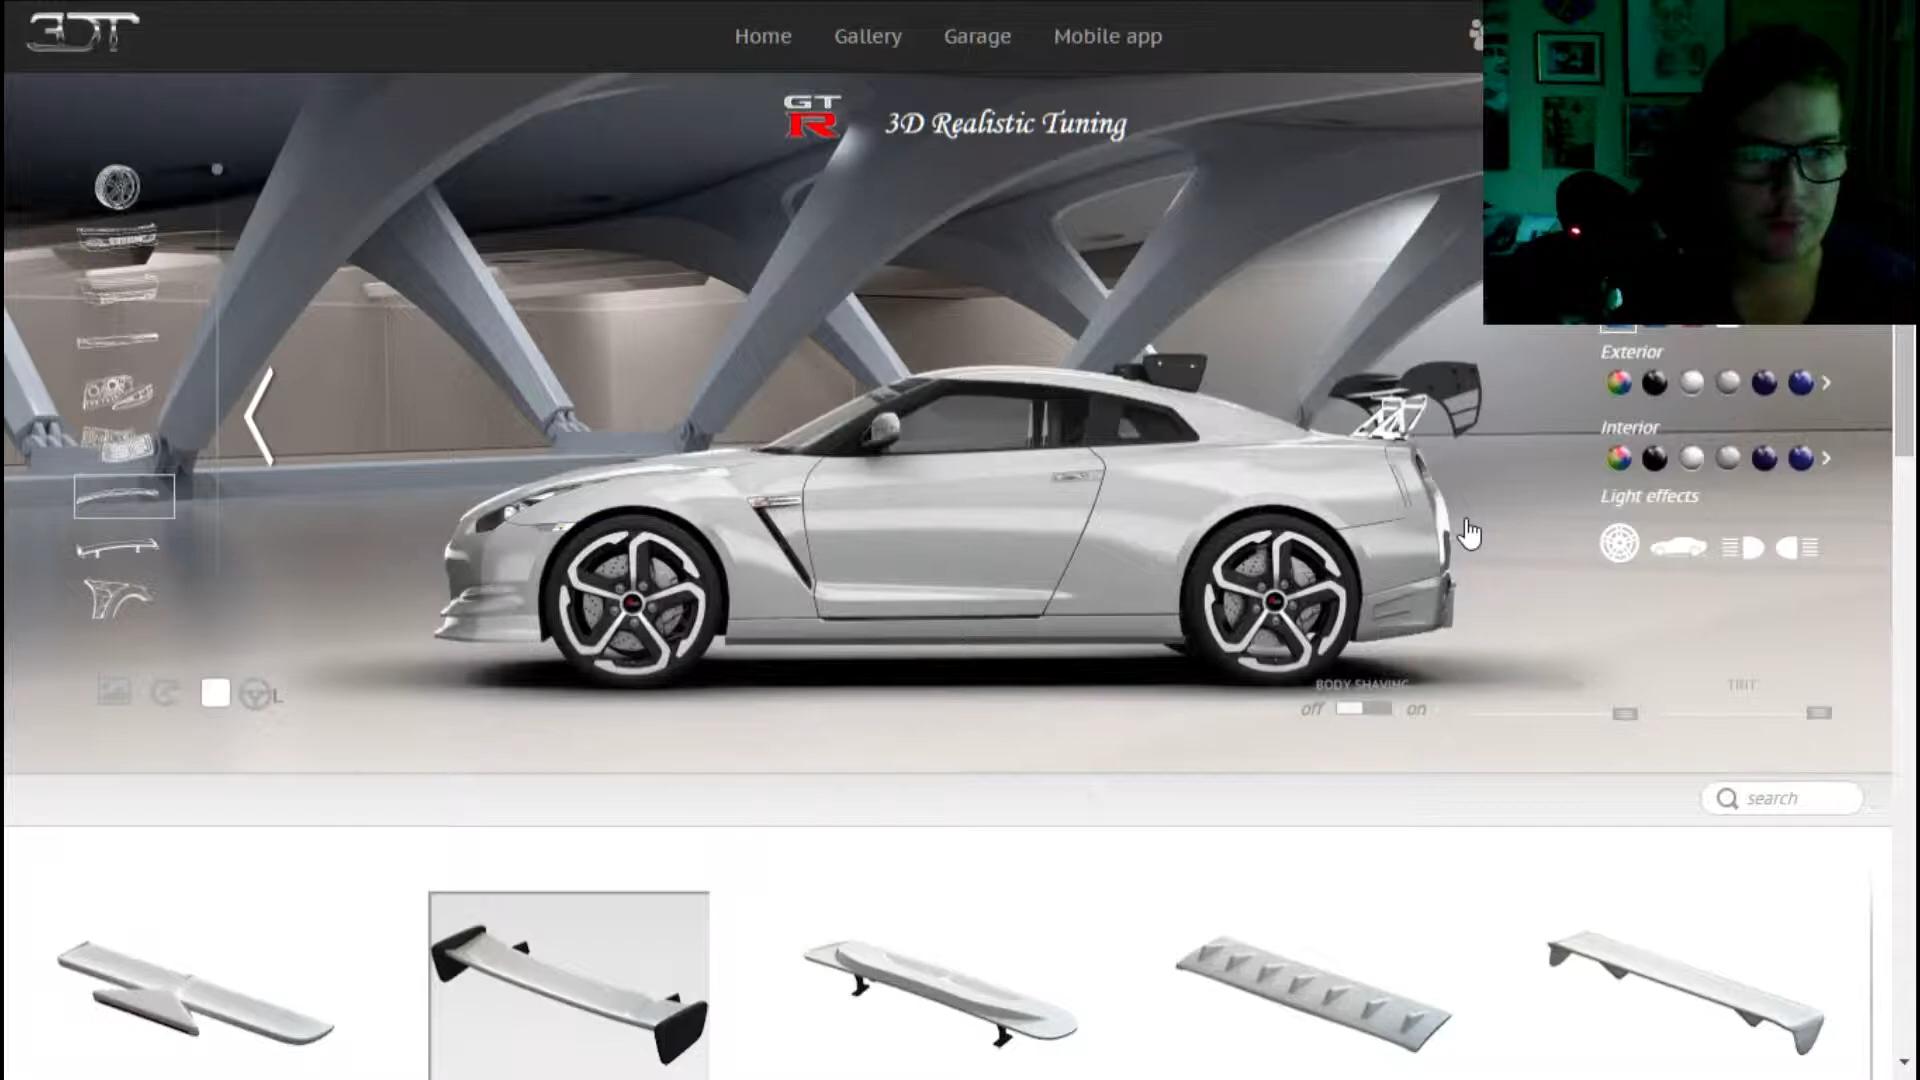 3DT
Home Gallery Garage Mobile app
GT
R
3D Realistic Tuning
Exterior
Interior
Light effects
L
BODY SHAVING
off on
TINT
search